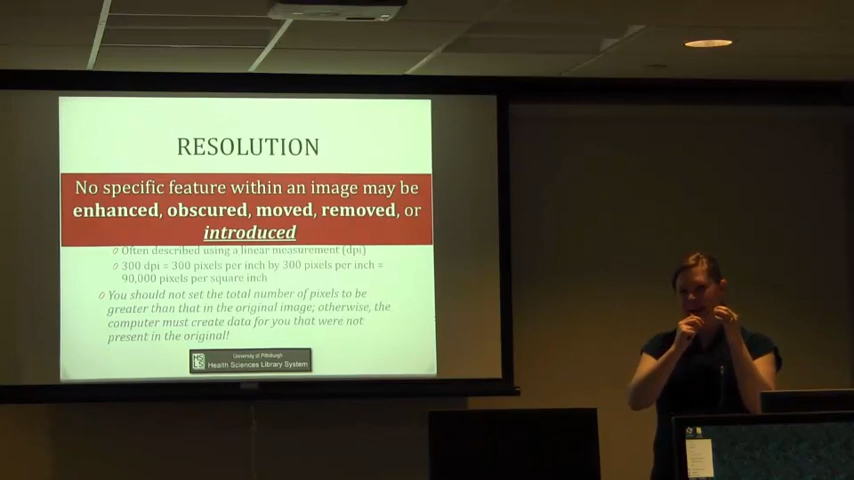 RESOLUTION
No specific feature within an image may be
enhanced, obscured, moved, removed, or
introduced
Often described using a linear measurement (dpi)
300 dpi = 300 pixels per inch by 300 pixels per inch =
90,000 pixels per square inch
You should not set the total number of pixels to be
greater than that in the original image; otherwise, the
computer must create data for you that were not
present in the original!
University of Pittsburgh
Health Sciences Library System